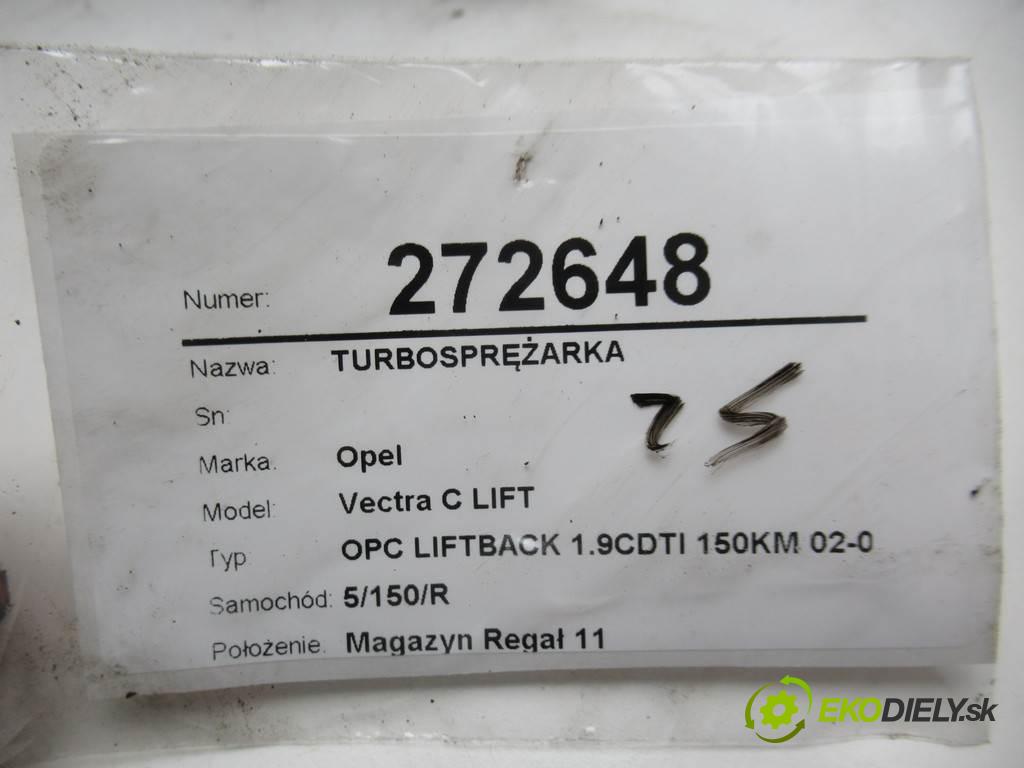 Numer: 272648
Nazwa: TURBOSPRĘŻARKA
Sn:
25
Marka: Opel
Model: Vectra C LIFT
Typ OPC LIFTBACK 1.9CDTI 150KM 02-0
Samochód: 5/150/R
Położenie: Magazyn Regał 11
EKODIELY.sk